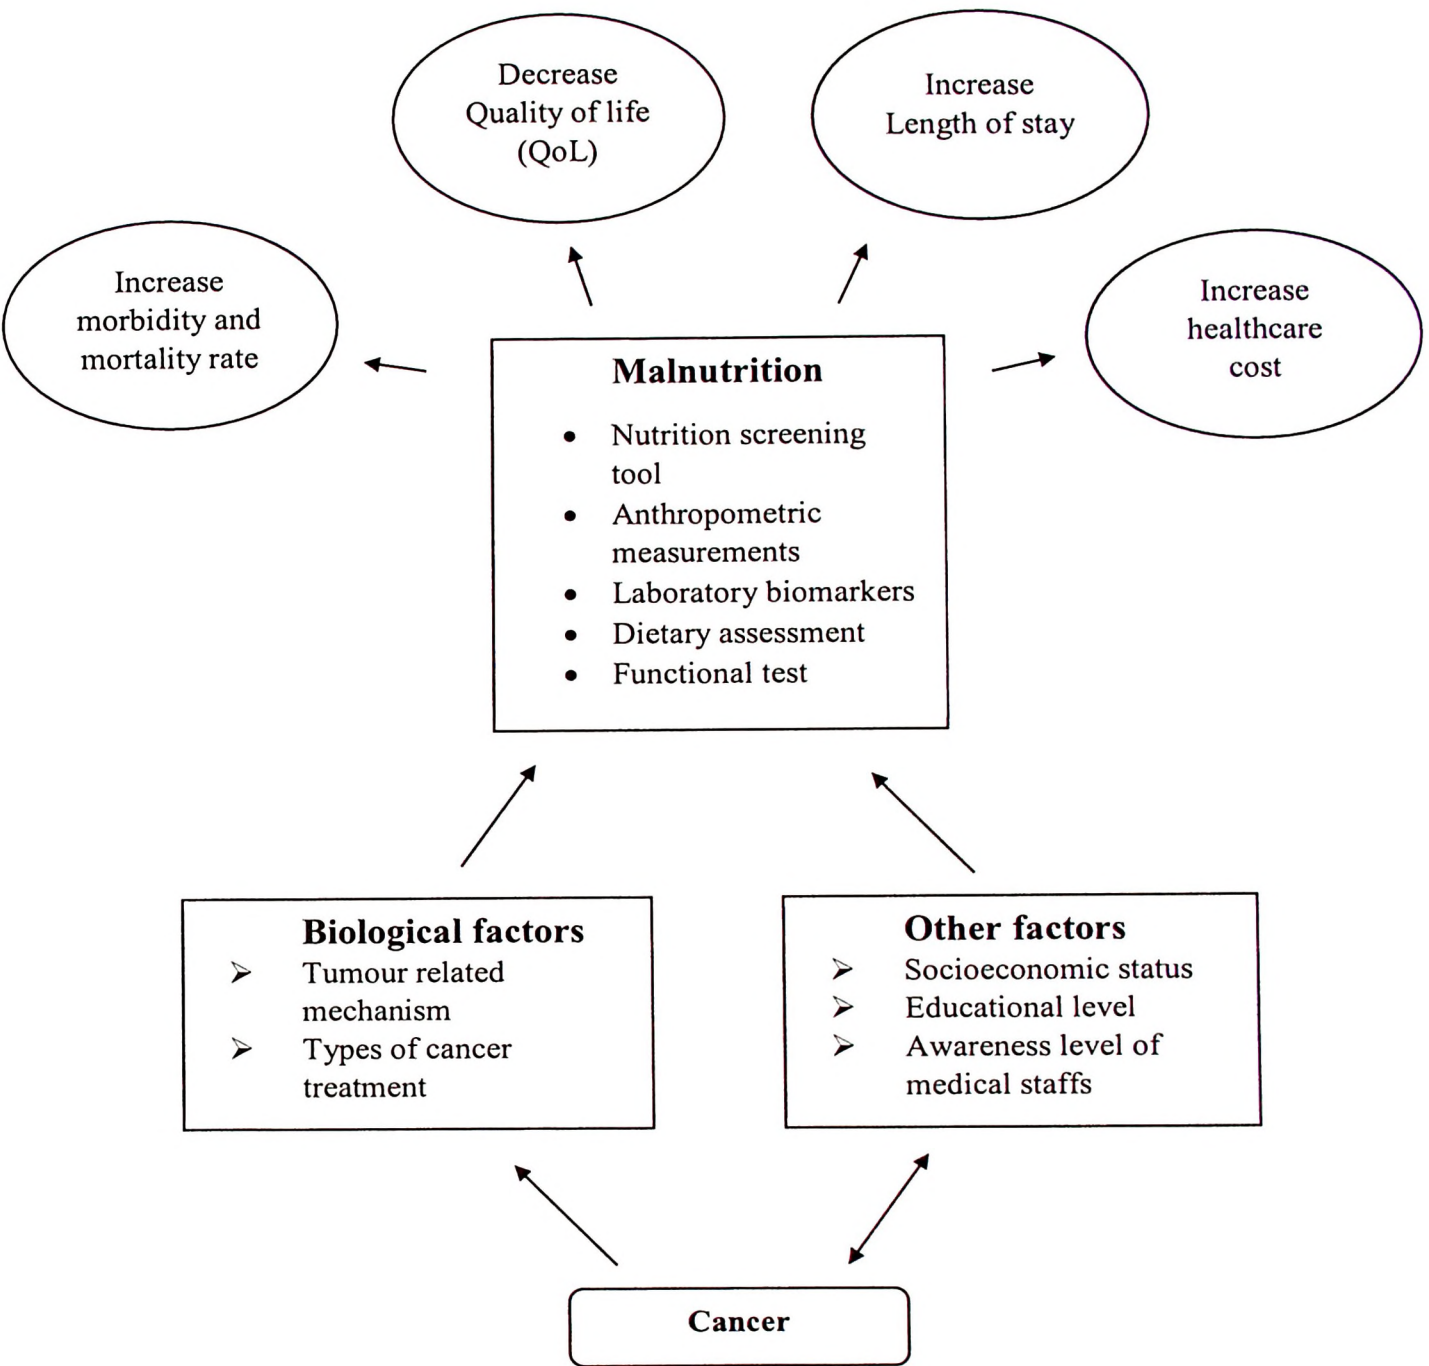 Decrease
Quality of life
(QoL)
Increase
Length of stay
Increase
morbidity and
mortality rate
Increase
healthcare
cost
Malnutrition
• Nutrition screening
tool
• Anthropometric
measurements
• Laboratory biomarkers
• Dietary assessment
• Functional test
Biological factors
➢ Tumour related
mechanism
➢ Types of cancer
treatment
Other factors
➢ Socioeconomic status
➢ Educational level
➢ Awareness level of
medical staffs
Cancer